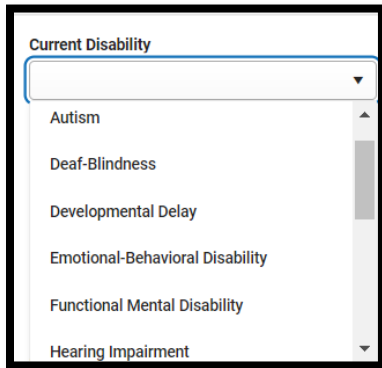 Current Disability
Autism
Deaf-Blindness
Developmental Delay
Emotional-Behavioral Disability
Functional Mental Disability
Hearing Impairment